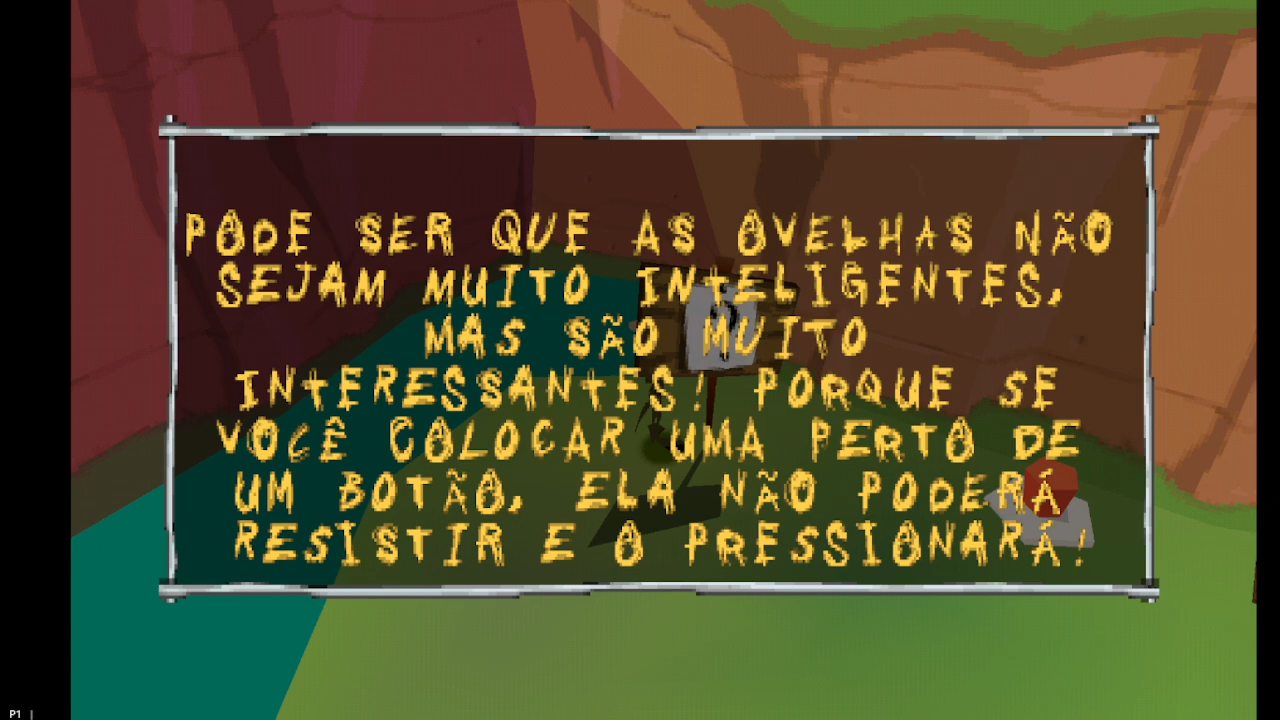 PODE SER QUE AS OVELHAS NÃO
SEJAM MUITO INTELIGENTES,
MAS SÃO MUITO
INTERESSANTES! PORQUE SE
VOCÊ COLOCAR UMA PERTO DE
UM BOTÃO, ELA NÃO PODERÁ
RESISTIR E O PRESSIONARÁ!
P1 |